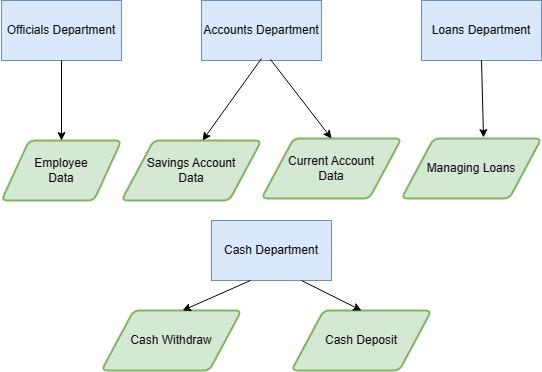 Officials Department
Accounts Department
Loans Department
Employee
Data
Savings Account
Data
Current Account
Data
Managing Loans
Cash Department
Cash Withdraw
Cash Deposit